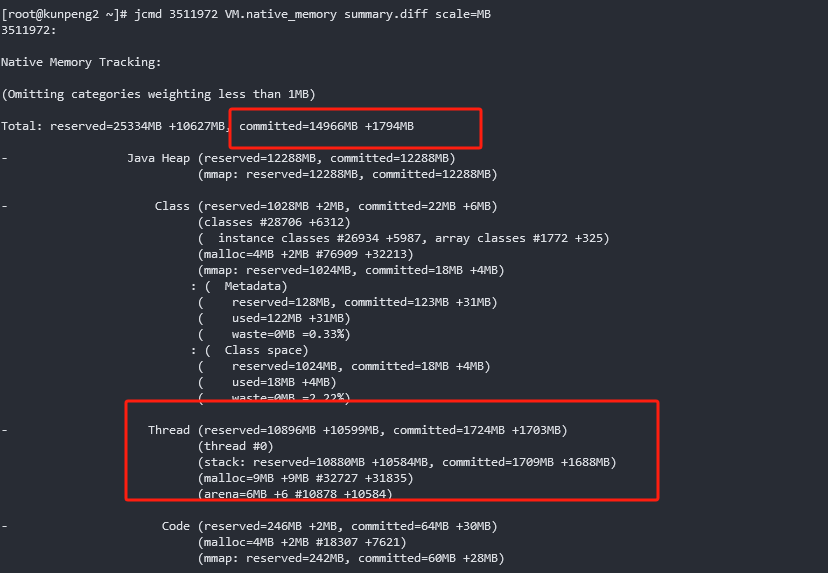 [root@kunpeng2 ~]# jcmd 3511972 VM.native_memory summary.diff scale=MB
3511972:
Native Memory Tracking:
(Omitting categories weighting less than 1MB)
Total: reserved=25334MB +10627MB, committed=14966MB +1794MB
- Java Heap (reserved=12288MB, committed=12288MB)
(mmap: reserved=12288MB, committed=12288MB)
- Class (reserved=1028MB +2MB, committed=22MB +6MB)
(classes #28706 +6312)
( instance classes #26934 +5987, array classes #1772 +325)
(malloc=4MB +2MB #76909 +32213)
(mmap: reserved=1024MB, committed=18MB +4MB)
: ( Metadata)
( reserved=128MB, committed=123MB +31MB)
( used=122MB +31MB)
( waste=0MB =0.33%)
: ( Class space)
( reserved=1024MB, committed=18MB +4MB)
( used=18MB +4MB)
( waste=0MB =2.22%)
- Thread (reserved=10896MB +10599MB, committed=1724MB +1703MB)
(thread #0)
(stack: reserved=10880MB +10584MB, committed=1709MB +1688MB)
(malloc=9MB +9MB #32727 +31835)
(arena=6MB +6 #10878 +10584)
- Code (reserved=246MB +2MB, committed=64MB +30MB)
(malloc=4MB +2MB #18307 +7621)
(mmap: reserved=242MB, committed=60MB +28MB)